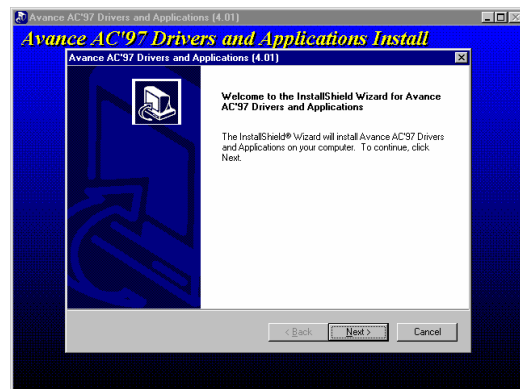 Avance AC'97 Drivers and Applications (4.01)
Avance AC'97 Drivers and Applications Install
Avance AC'97 Drivers and Applications (4.01)
Welcome to the InstallShield Wizard for Avance
AC'97 Drivers and Applications
The InstallShield® Wizard will install Avance AC'97 Drivers
and Applications on your computer. To continue, click
Next.
< Back
Next >
Cancel